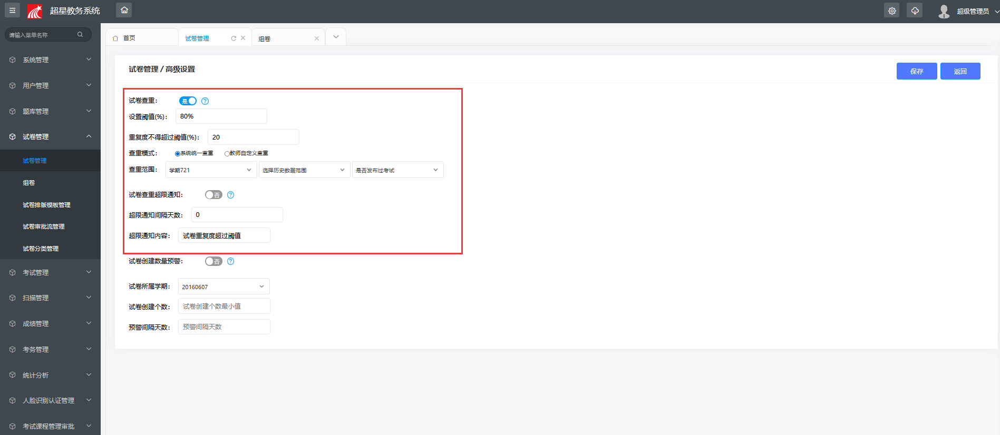 超星教务系统
超级管理员
请输入菜单名称
系统管理
用户管理
题库管理
试卷管理
试卷管理
组卷
试卷排版模板管理
试卷审批流管理
试卷分类管理
考试管理
扫描管理
成绩管理
考务管理
统计分析
人脸识别认证管理
考试课程管理审批
首页
试卷管理
组卷
试卷管理 / 高级设置
保存
返回
试卷查重： 是 ?
设置阈值(%)： 80%
重复度不得超过阈值(%)： 20
查重模式： 系统统一查重 教师自定义查重
查重范围： 学期721 选择历史数据范围 是否发布过考试
试卷查重超限通知： 否 ?
超限通知间隔天数： 0
超限通知内容： 试卷重复度超过阈值
试卷创建数量预警： 否 ?
试卷所属学期： 20160607
试卷创建个数： 试卷创建个数最小值
预警间隔天数： 预警间隔天数